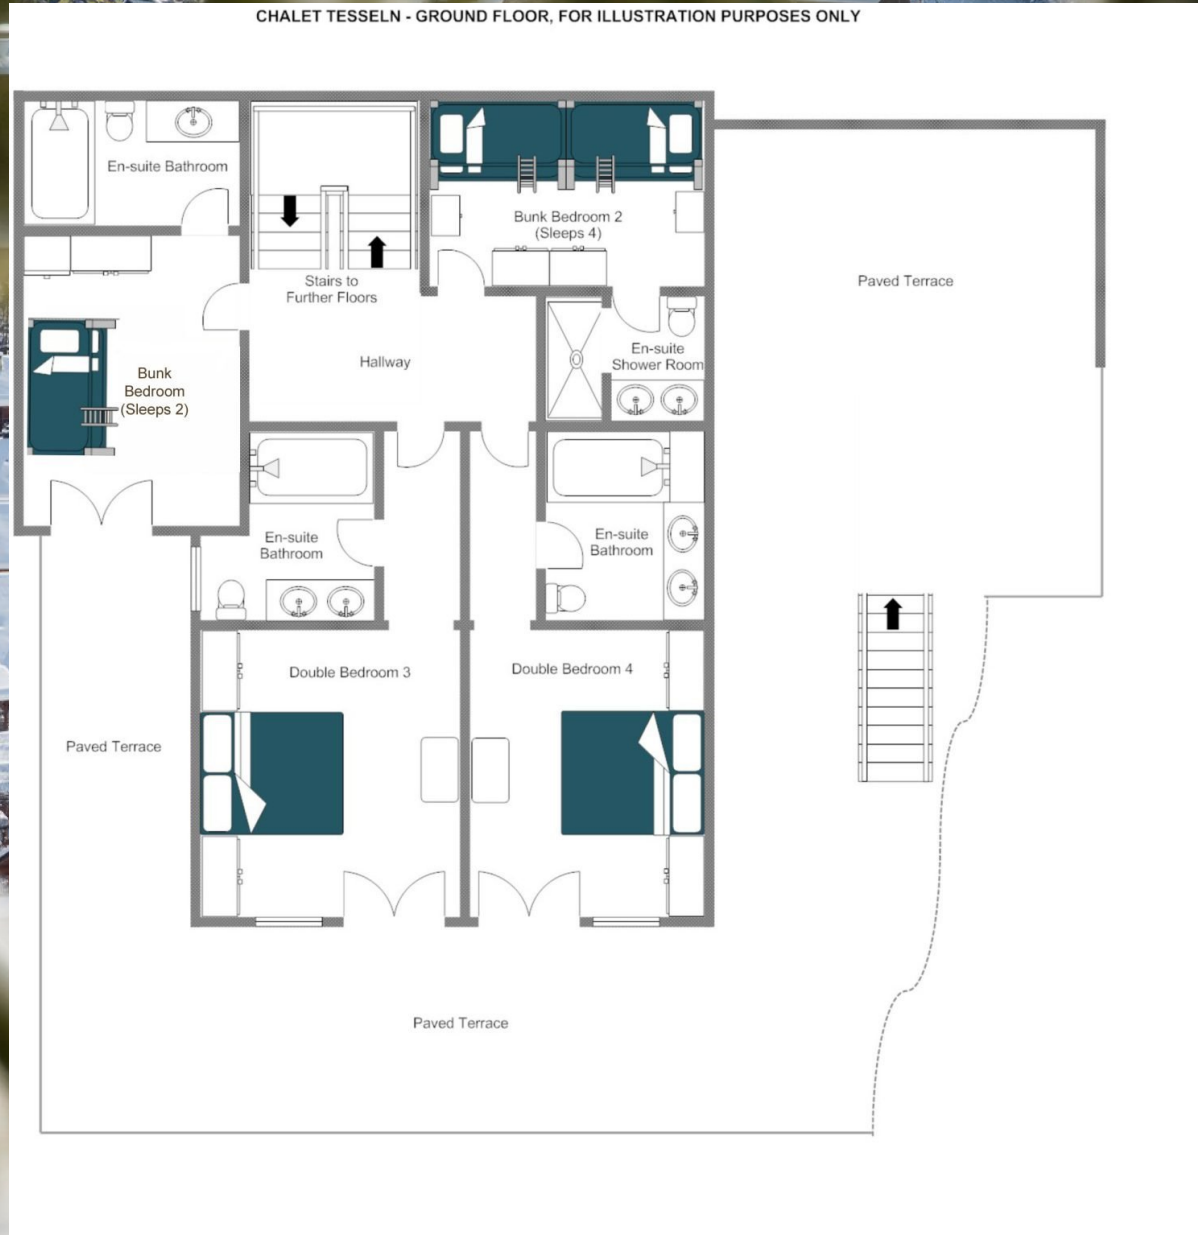 CHALET TESSELN - GROUND FLOOR, FOR ILLUSTRATION PURPOSES ONLY
En-suite Bathroom
Bunk Bedroom 2
(Sleeps 4)
Stairs to
Further Floors
Paved Terrace
Hallway
En-suite
Shower Room
Bunk
Bedroom
(Sleeps 2)
En-suite
Bathroom
En-suite
Bathroom
Double Bedroom 3
Double Bedroom 4
Paved Terrace
Paved Terrace